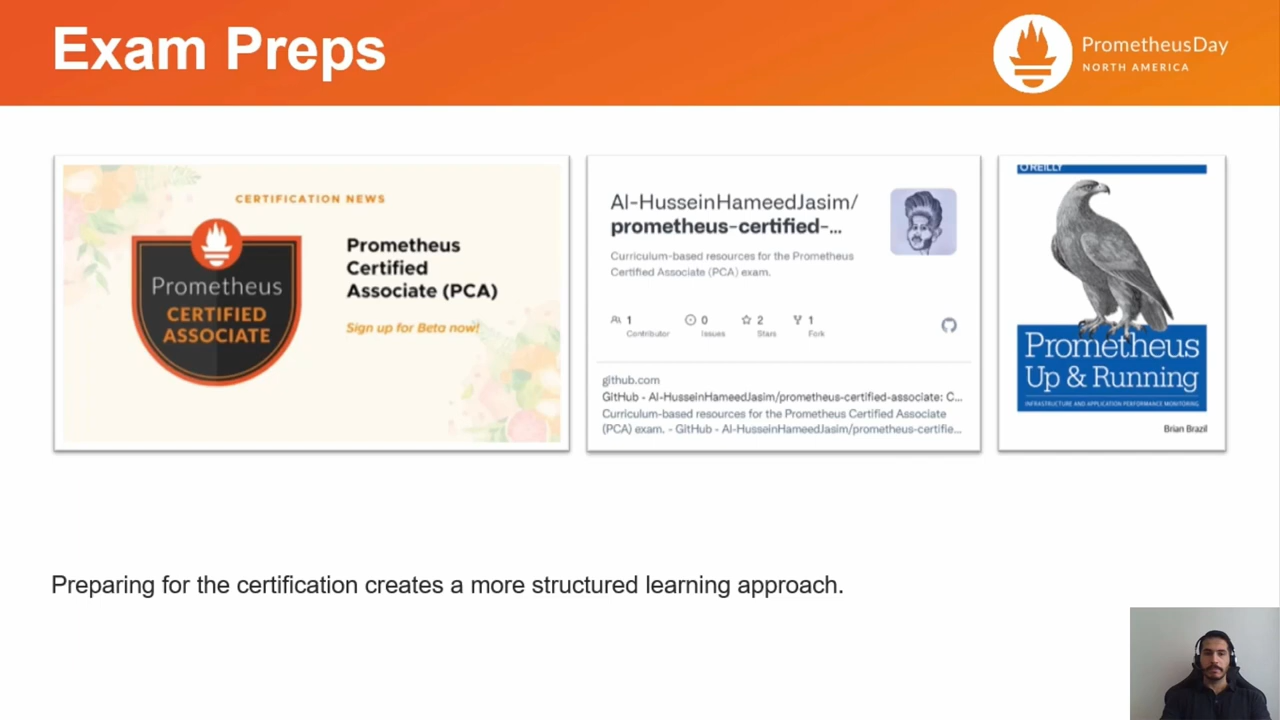 Exam Preps
PrometheusDay
NORTH AMERICA
CERTIFICATION NEWS
Prometheus
CERTIFIED
ASSOCIATE
Prometheus
Certified
Associate (PCA)
Sign up for Beta now!
Al-HusseinHameedJasim/
prometheus-certified-...
Curriculum-based resources for the Prometheus
Certified Associate (PCA) exam.
1 0 2 1
Contributor Issues Stars Fork
github.com
GitHub - Al-HusseinHameedJasim/prometheus-certified-associate: C...
Curriculum-based resources for the Prometheus Certified Associate
(PCA) exam. - GitHub - Al-HusseinHameedJasim/prometheus-certifie...
O'REILLY
Prometheus
Up & Running
INFRASTRUCTURE AND APPLICATION PERFORMANCE MONITORING
Brian Brazil
Preparing for the certification creates a more structured learning approach.